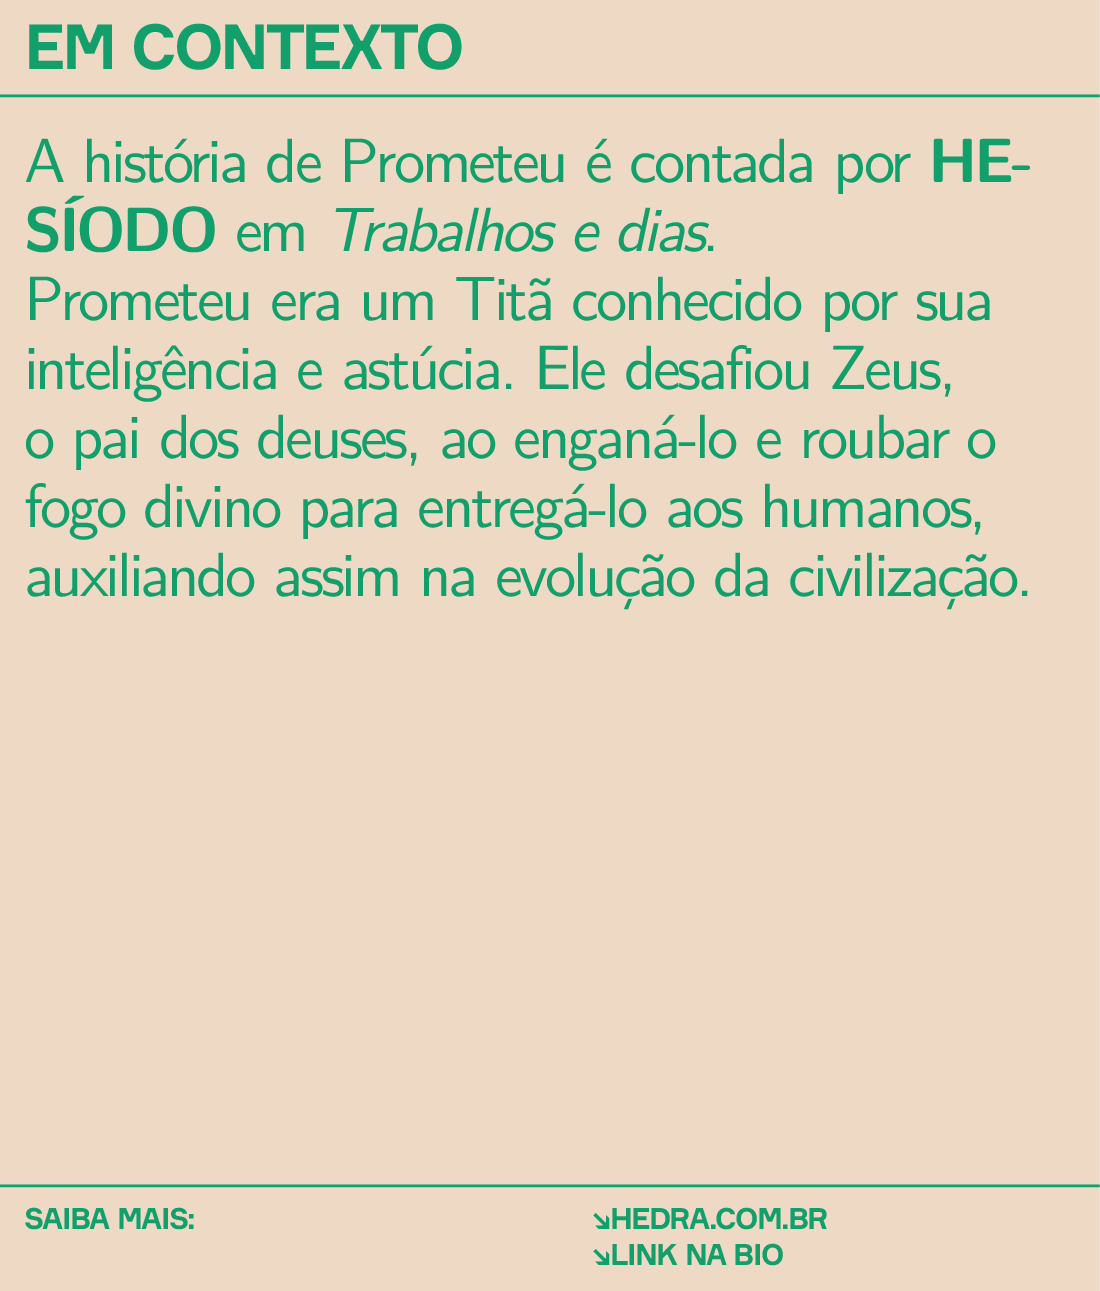 EM CONTEXTO
A história de Prometeu é contada por HE-
SÍODO em Trabalhos e dias.
Prometeu era um Titã conhecido por sua
inteligência e astúcia. Ele desafiou Zeus,
o pai dos deuses, ao enganá-lo e roubar o
fogo divino para entregá-lo aos humanos,
auxiliando assim na evolução da civilização.
SAIBA MAIS:
↘HEDRA.COM.BR
↘LINK NA BIO